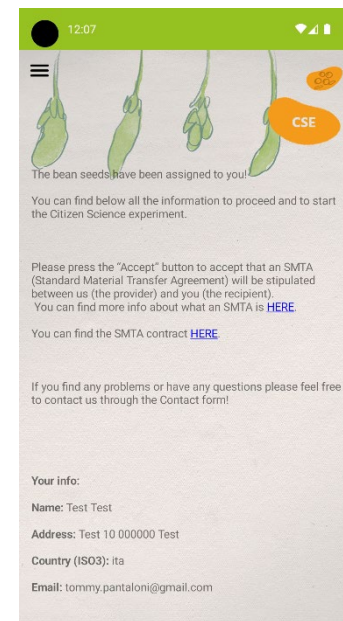 12:07
CSE
The bean seeds have been assigned to you!
You can find below all the information to proceed and to start
the Citizen Science experiment.
Please press the “Accept” button to accept that an SMTA
(Standard Material Transfer Agreement) will be stipulated
between us (the provider) and you (the recipient).
You can find more info about what an SMTA is HERE.
You can find the SMTA contract HERE.
If you find any problems or have any questions please feel free
to contact us through the Contact form!
Your info:
Name: Test Test
Address: Test 10 000000 Test
Country (ISO3): ita
Email: tommy.pantaloni@gmail.com